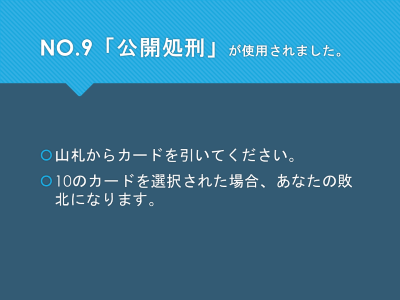 NO.9「公開処刑」が使用されました。
山札からカードを引いてください。
10のカードを選択された場合、あなたの敗
北になります。